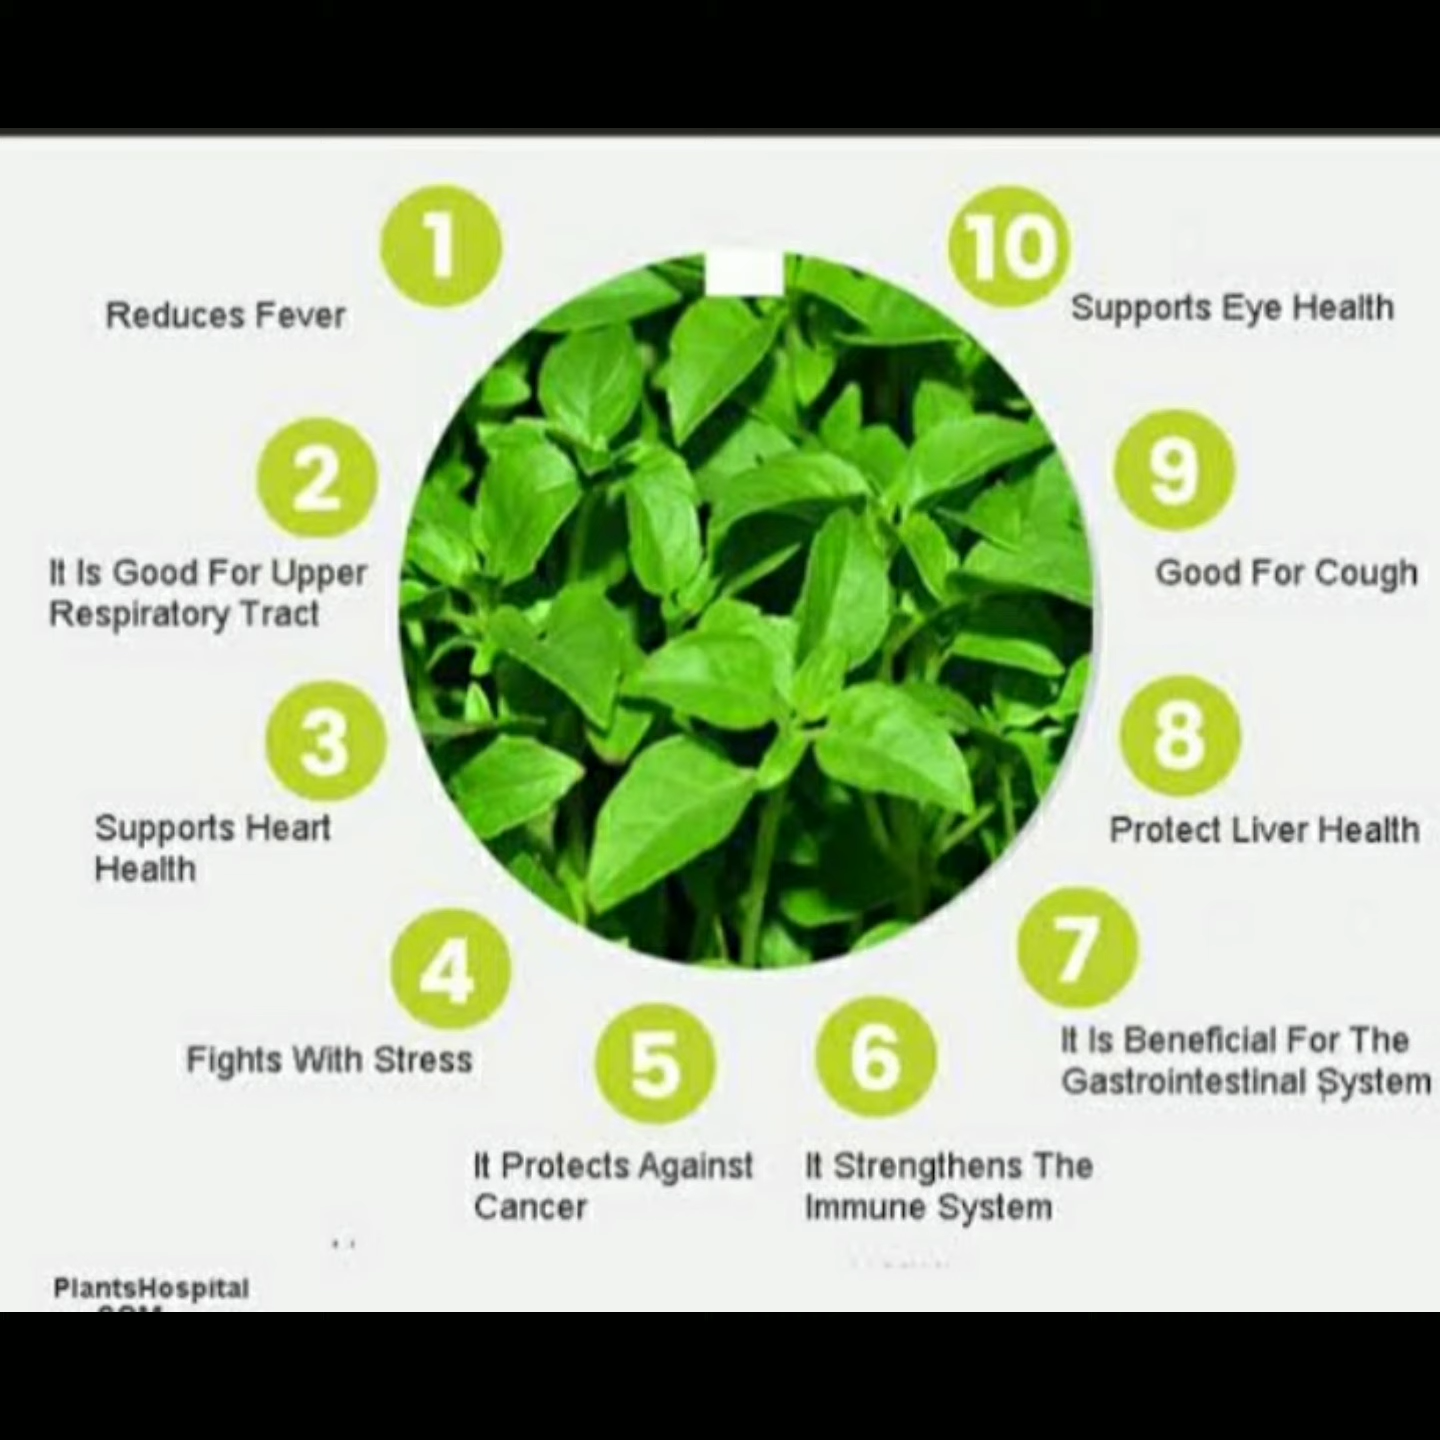 1
Reduces Fever
2
It Is Good For Upper
Respiratory Tract
3
Supports Heart
Health
4
Fights With Stress
5
It Protects Against
Cancer
6
It Strengthens The
Immune System
7
It Is Beneficial For The
Gastrointestinal System
8
Protect Liver Health
9
Good For Cough
10
Supports Eye Health
PlantsHospital